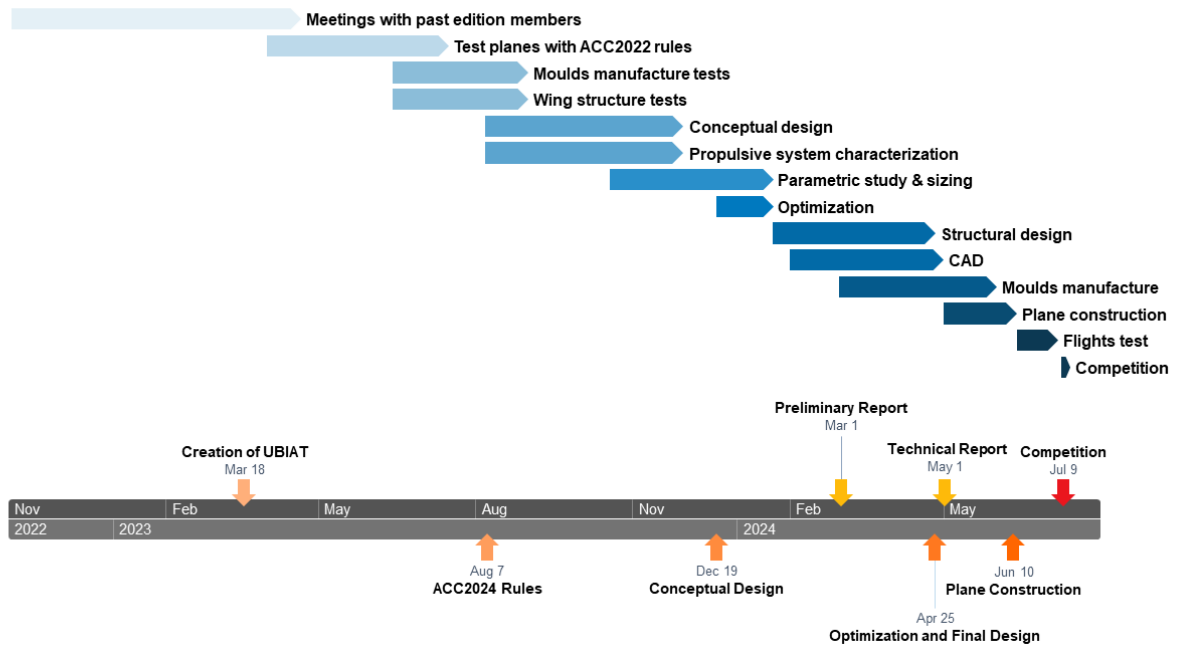 Meetings with past edition members
Test planes with ACC2022 rules
Moulds manufacture tests
Wing structure tests
Conceptual design
Propulsive system characterization
Parametric study & sizing
Optimization
Structural design
CAD
Moulds manufacture
Plane construction
Flights test
Competition
Preliminary Report
Mar 1
Creation of UBIAT
Mar 18
Technical Report
May 1
Competition
Jul 9
Nov Feb May Aug Nov Feb May
2022 2023 2024
Aug 7
ACC2024 Rules
Dec 19
Conceptual Design
Jun 10
Plane Construction
Apr 25
Optimization and Final Design